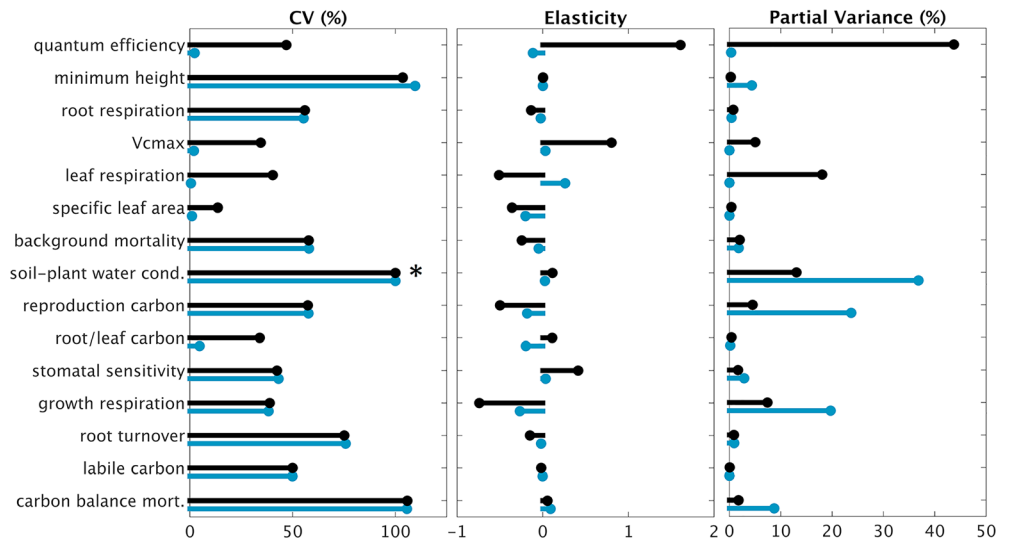 CV (%) Elasticity Partial Variance (%)
quantum efficiency
minimum height
root respiration
Vcmax
leaf respiration
specific leaf area
background mortality
soil-plant water cond. *
reproduction carbon
root/leaf carbon
stomatal sensitivity
growth respiration
root turnover
labile carbon
carbon balance mort.
0 50 100 -1 0 1 2 0 10 20 30 40 50